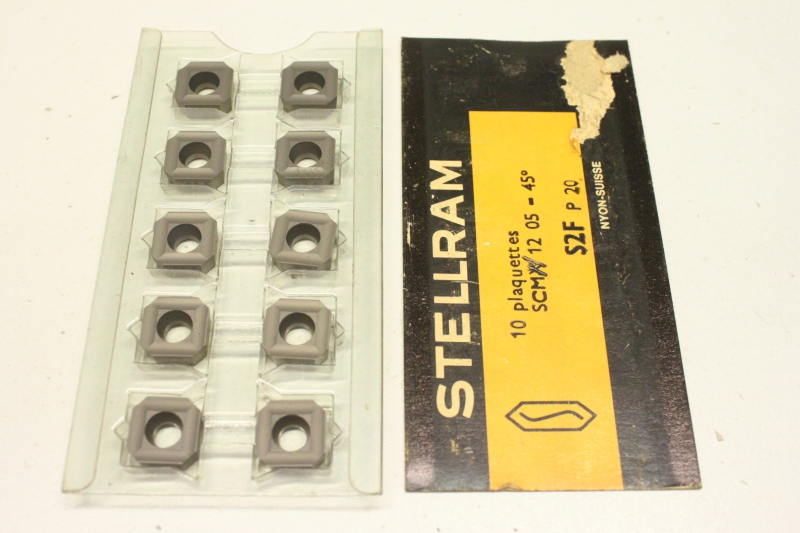 STELLRAM
10 plaquettes
SCMX 12 05 - 45°
S2F P 20
NYON-SUISSE